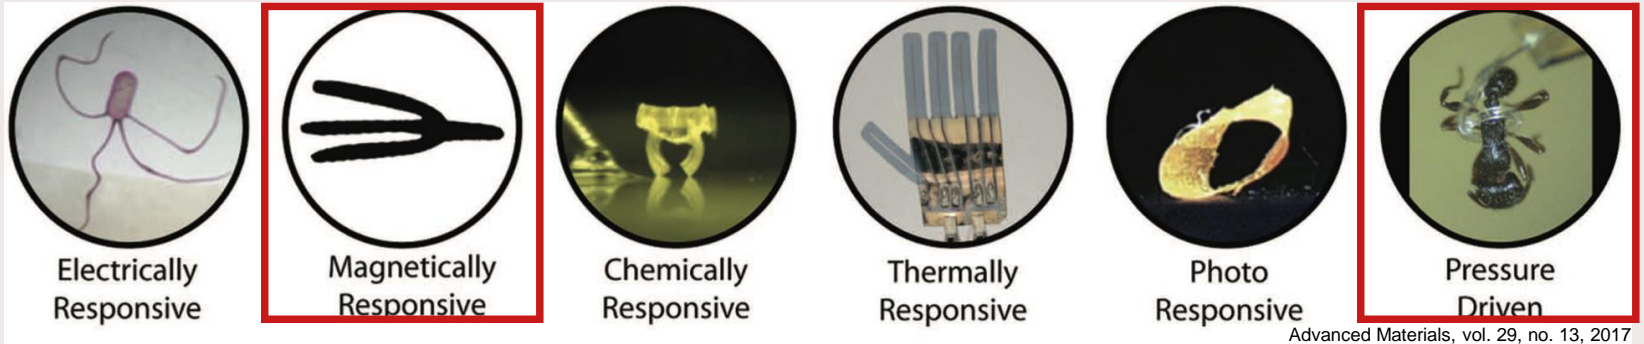 Electrically
Responsive
Magnetically
Responsive
Chemically
Responsive
Thermally
Responsive
Photo
Responsive
Pressure
Driven
Advanced Materials, vol. 29, no. 13, 2017